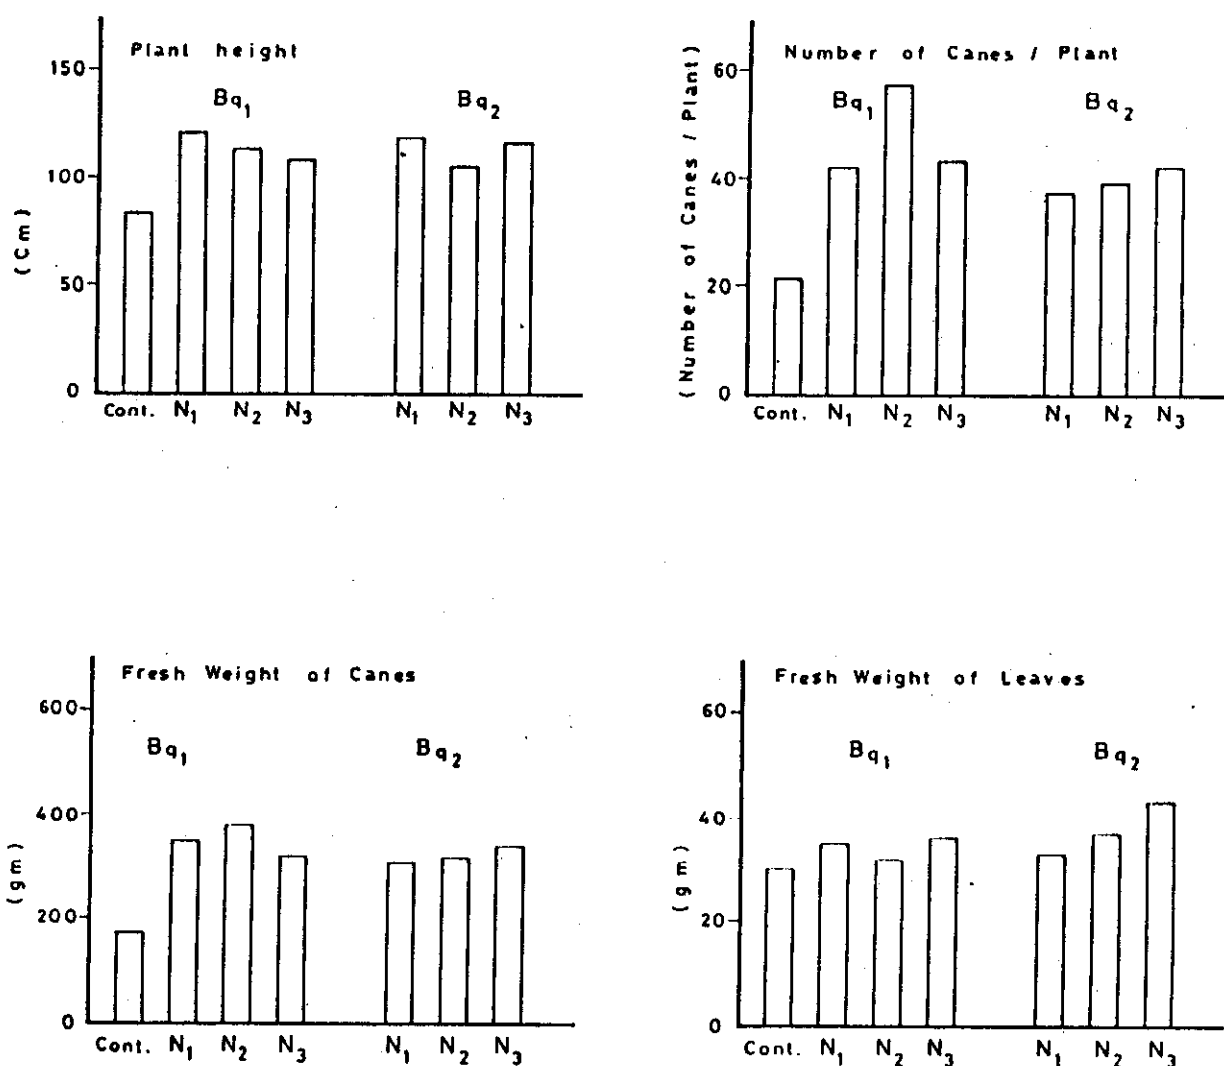 Plant height
150
100
50
0
(Cm)
Bq1
Bq2
Cont. N1 N2 N3 N1 N2 N3
Number of Canes / Plant
60
40
20
0
(Number of Canes / Plant)
Bq1
Bq2
Cont. N1 N2 N3 N1 N2 N3
Fresh Weight of Canes
600
400
200
0
(gm)
Bq1
Bq2
Cont. N1 N2 N3 N1 N2 N3
Fresh Weight of Leaves
60
40
20
0
(gm)
Bq1
Bq2
Cont. N1 N2 N3 N1 N2 N3